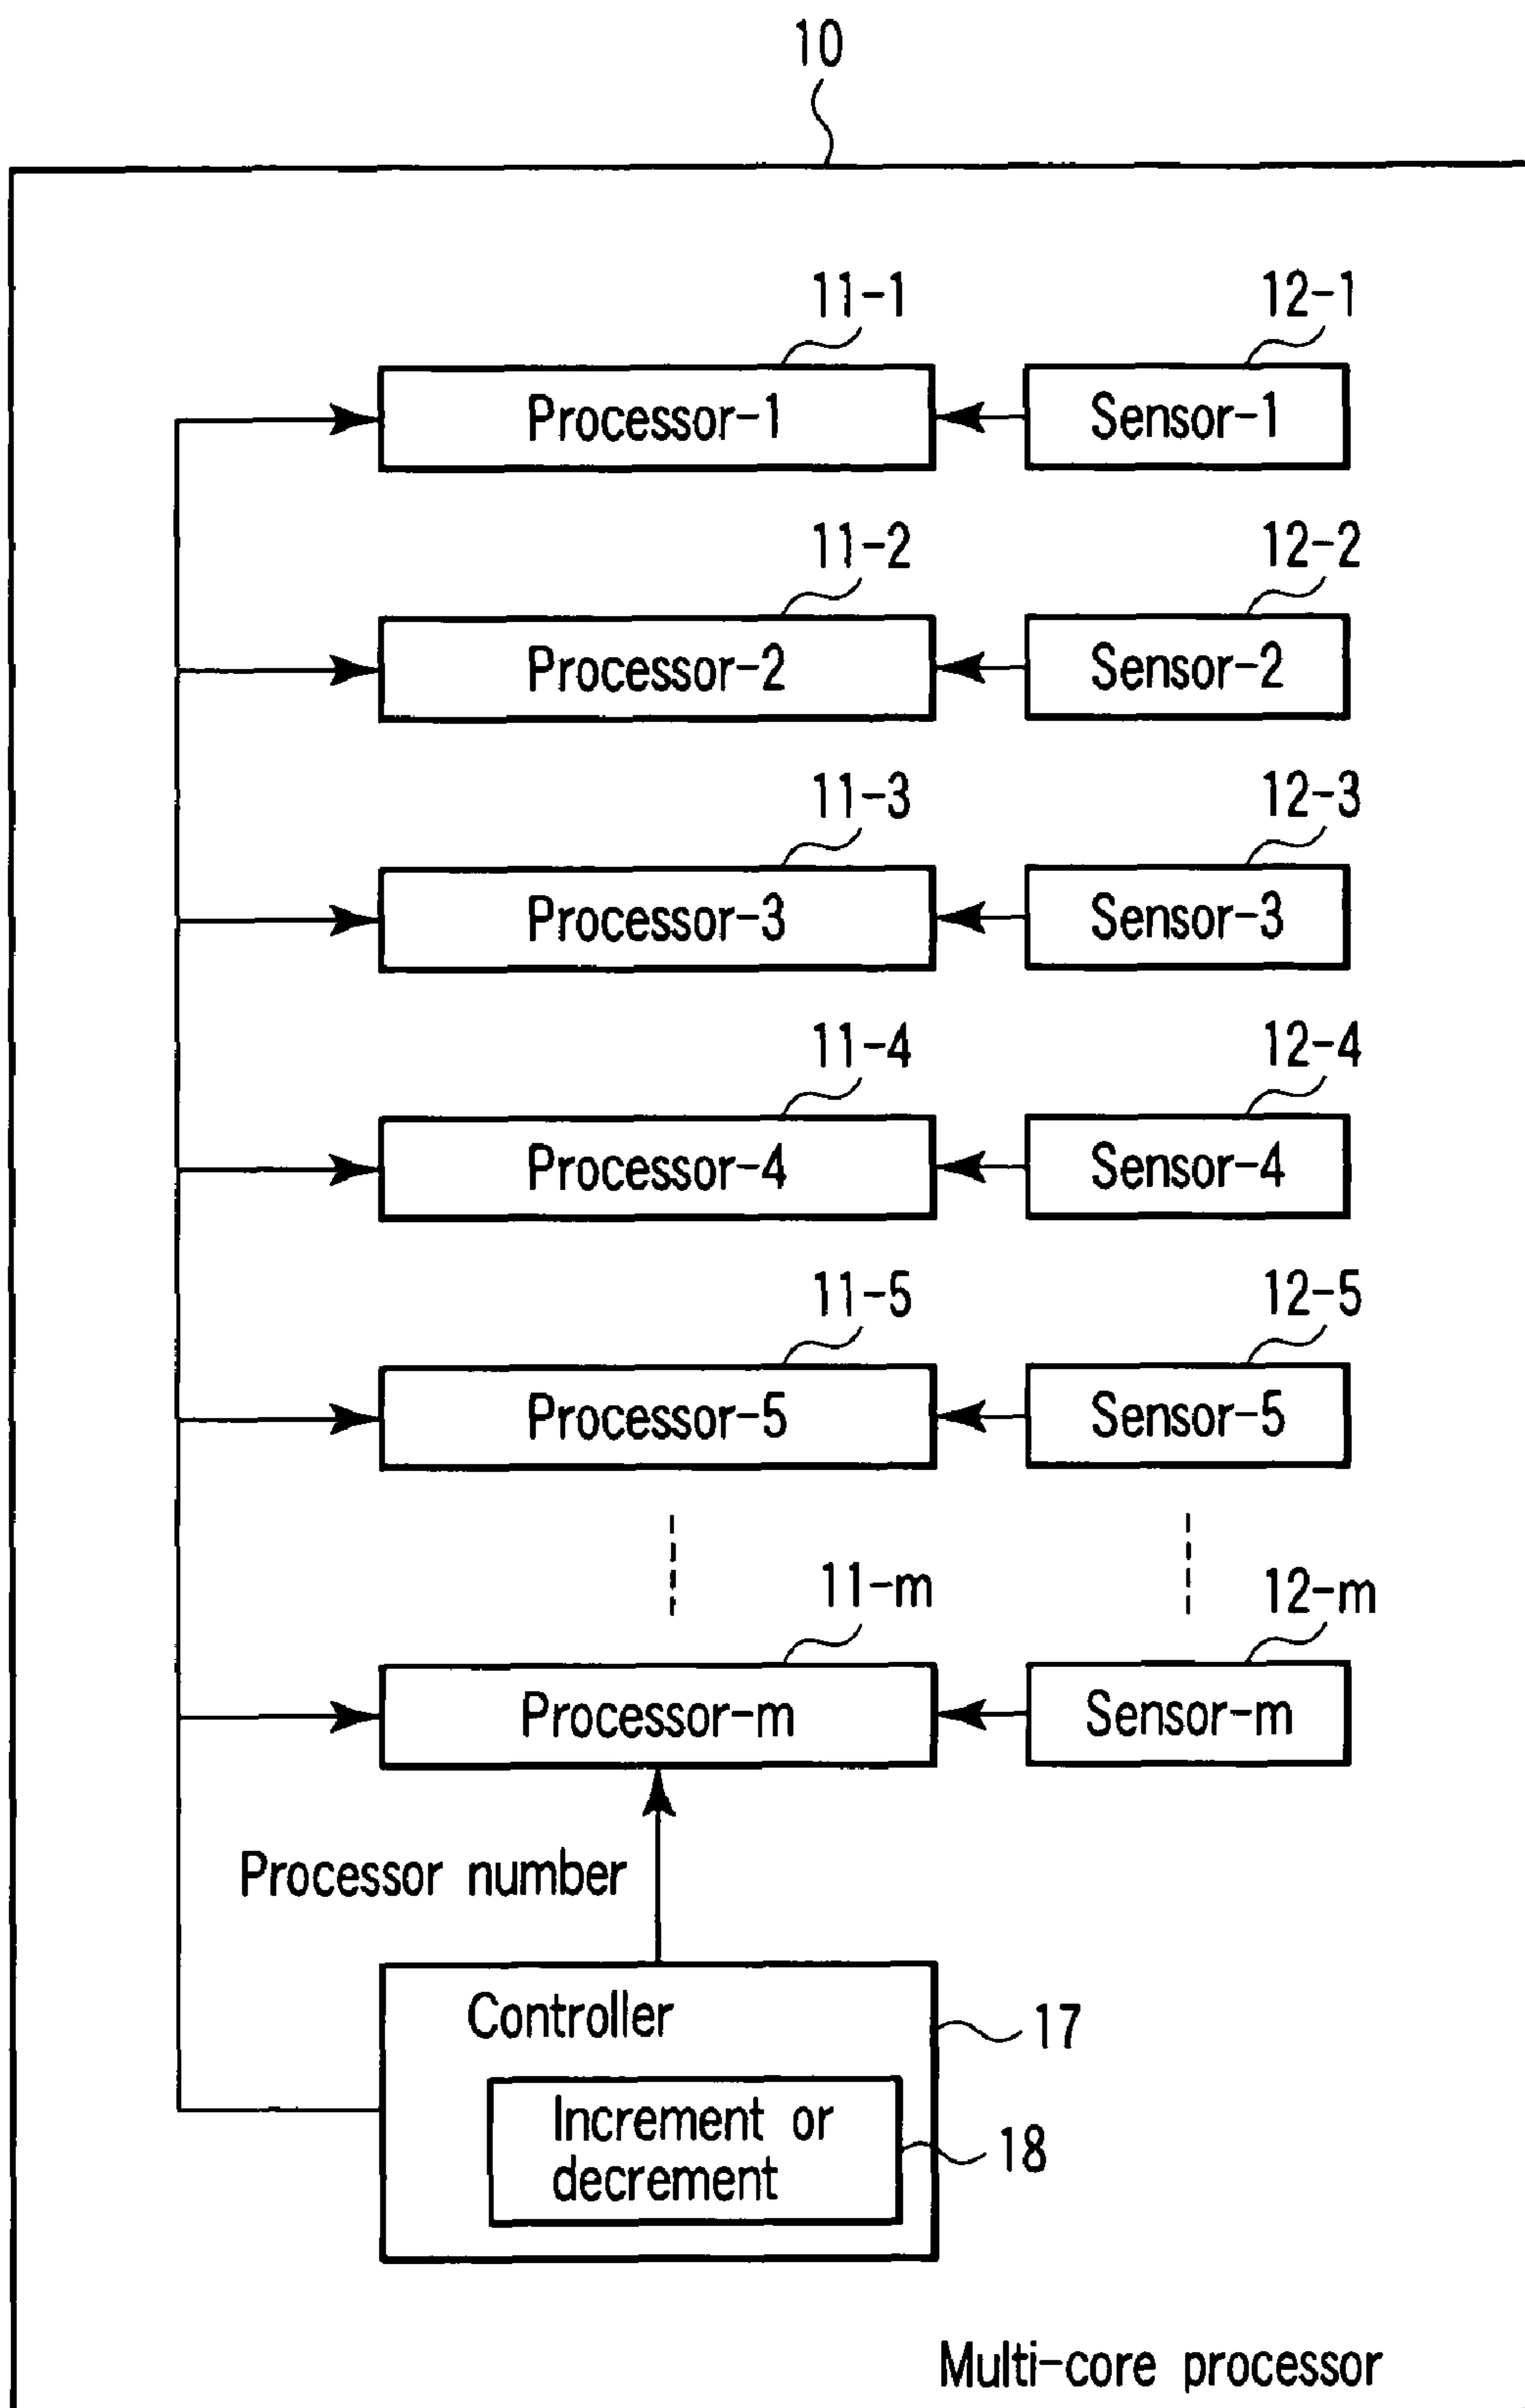 10
11-1
12-1
Processor-1
Sensor-1
11-2
12-2
Processor-2
Sensor-2
11-3
12-3
Processor-3
Sensor-3
11-4
12-4
Processor-4
Sensor-4
11-5
12-5
Processor-5
Sensor-5
11-m
12-m
Processor-m
Sensor-m
Processor number
Controller
17
Increment or
decrement
18
Multi-core processor